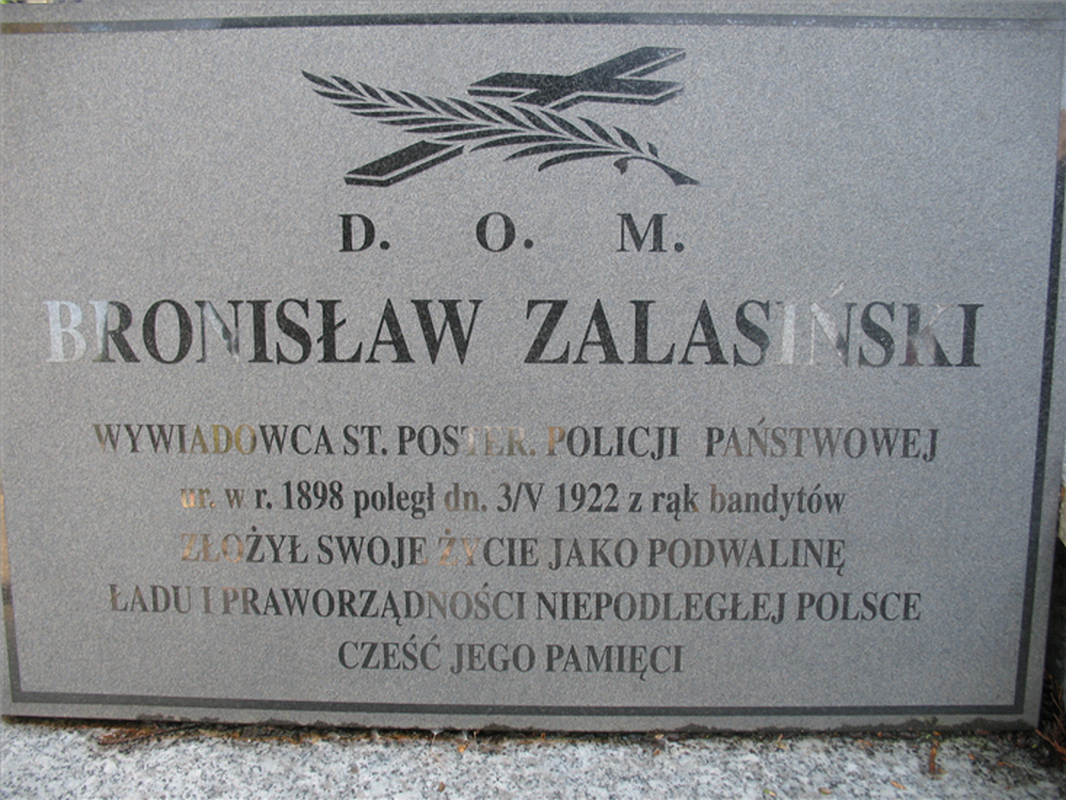 D. O. M.
BRONISŁAW ZALASIŃSKI
WYWIADOWCA ST. POSTER. POLICJI PAŃSTWOWEJ
ur. w r. 1898 poległ dn. 3/V 1922 z rąk bandytów
ZŁOŻYŁ SWOJE ŻYCIE JAKO PODWALINĘ
ŁADU I PRAWORZĄDNOŚCI NIEPODLEGŁEJ POLSCE
CZEŚĆ JEGO PAMIĘCI